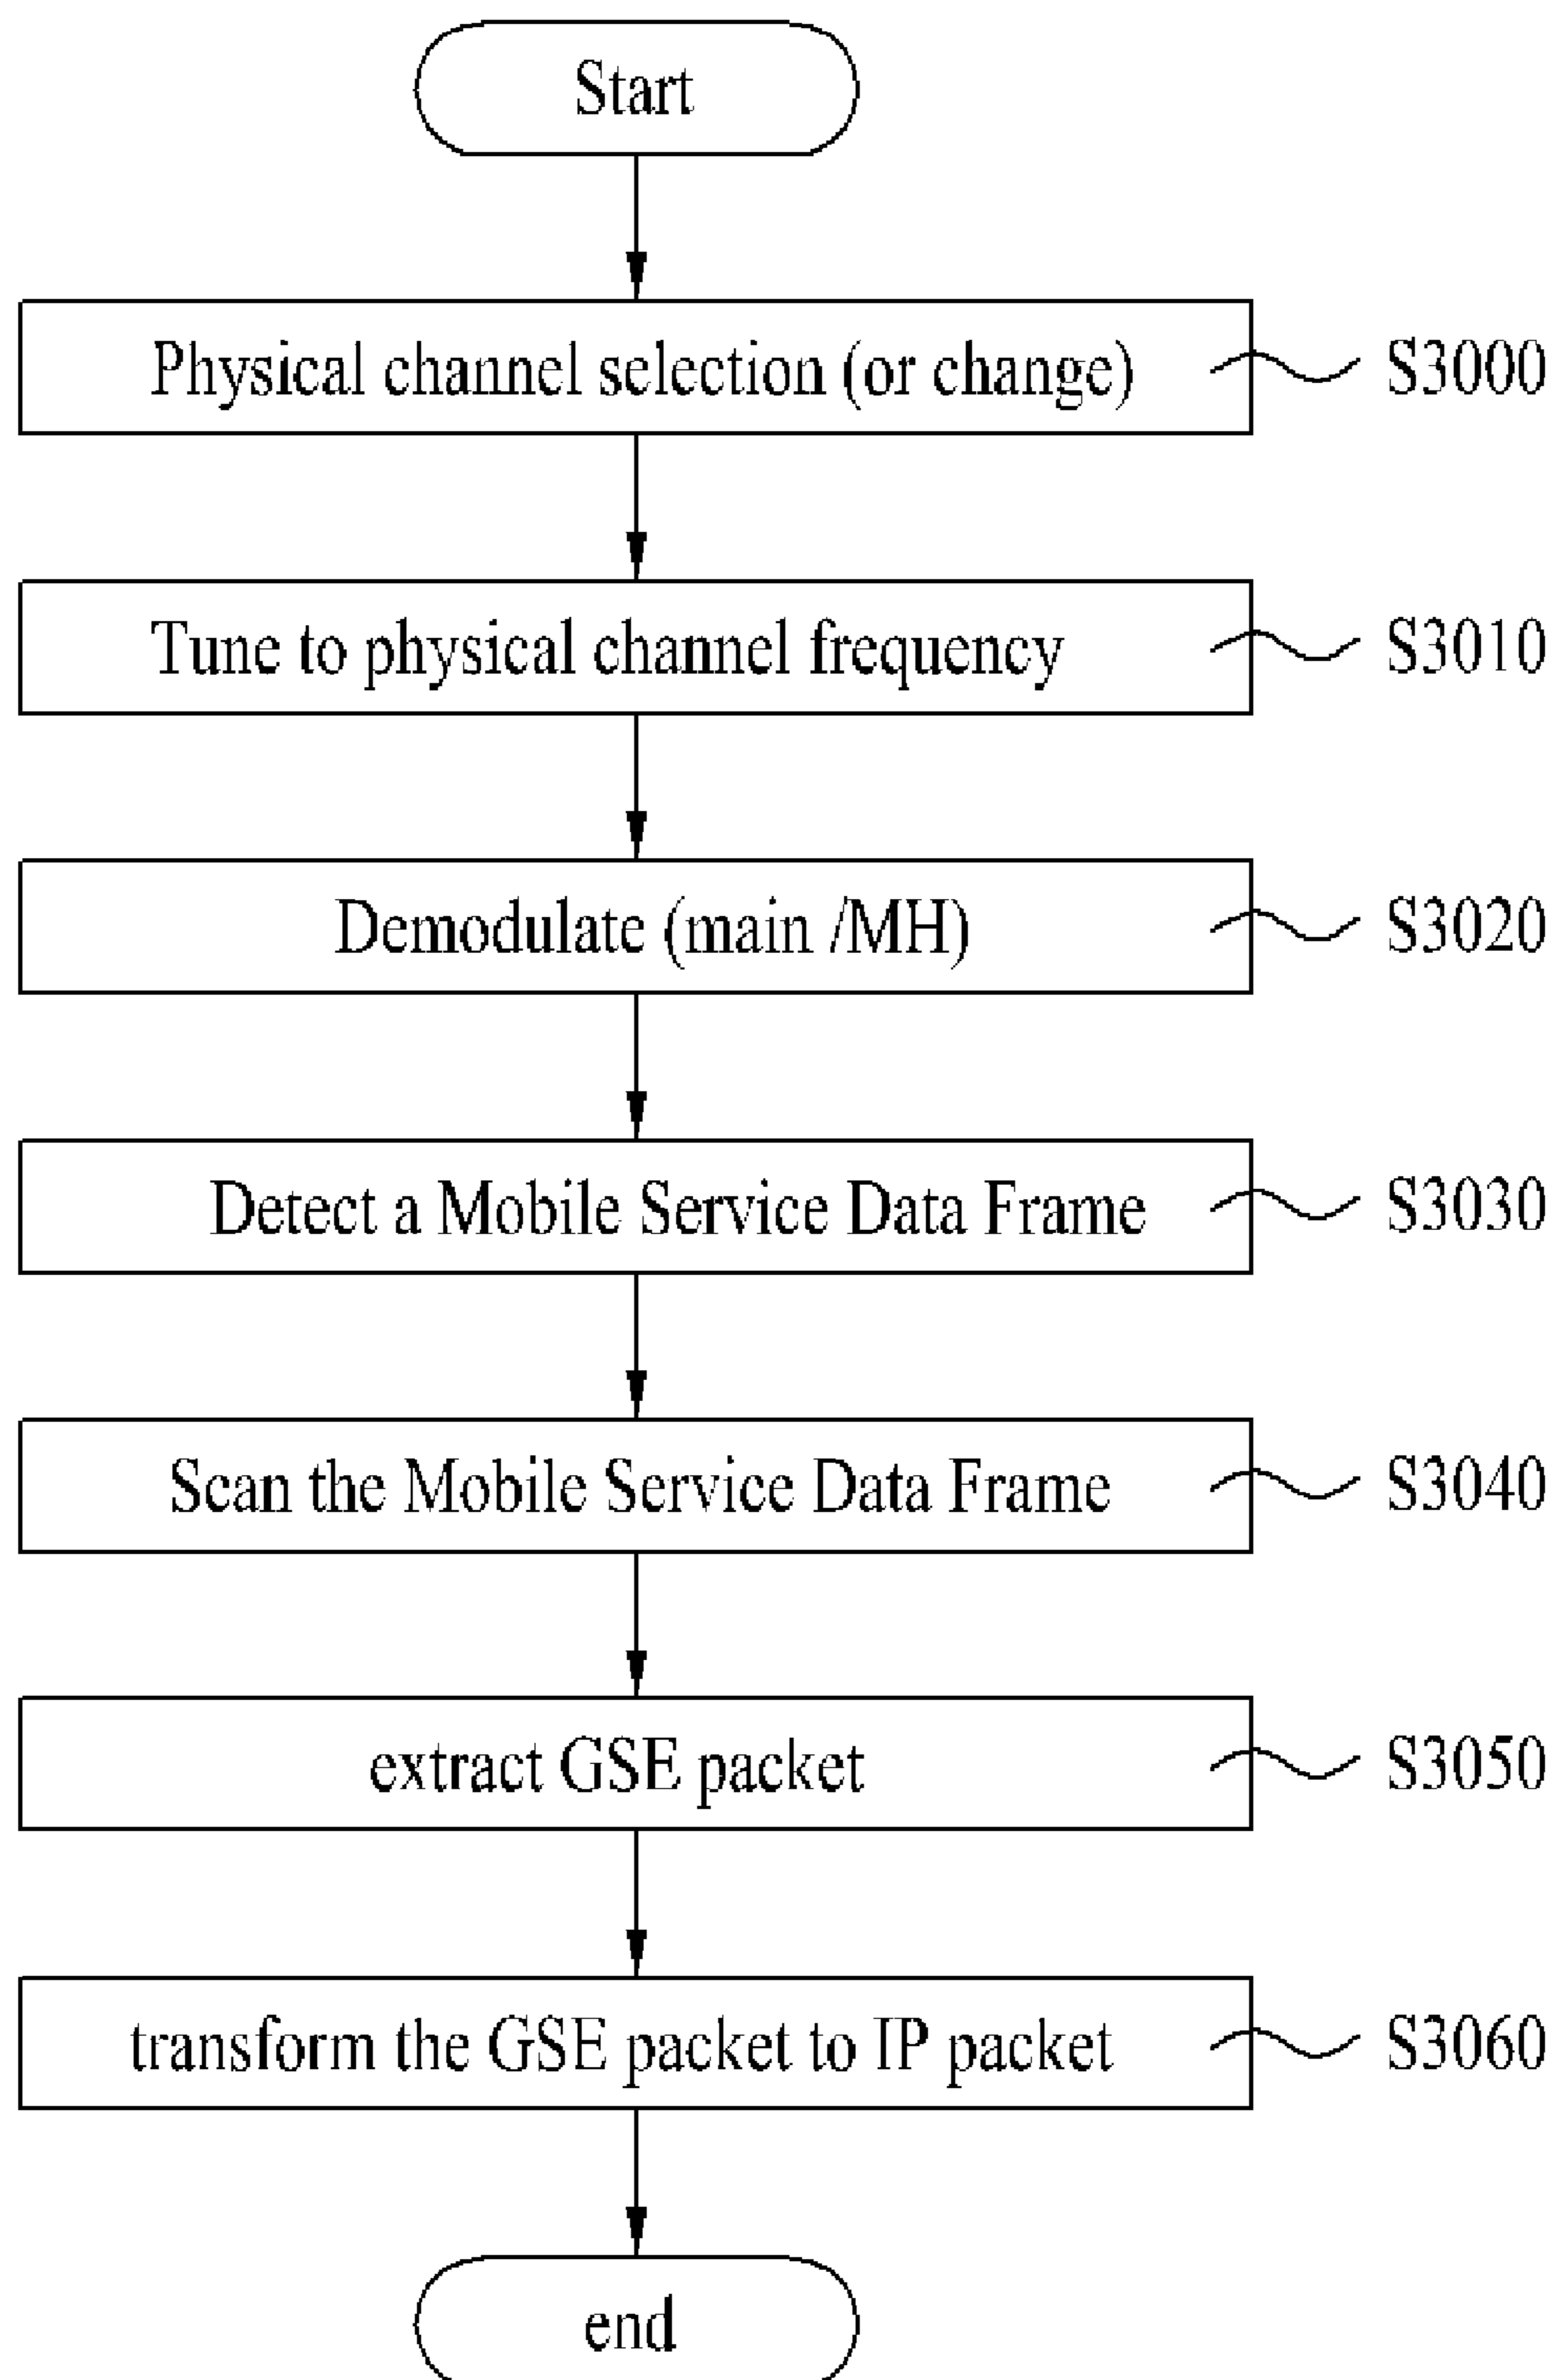 Start
Physical channel selection (or change) S3000
Tune to physical channel frequency S3010
Demodulate (main /MH) S3020
Detect a Mobile Service Data Frame S3030
Scan the Mobile Service Data Frame S3040
extract GSE packet S3050
transform the GSE packet to IP packet S3060
end